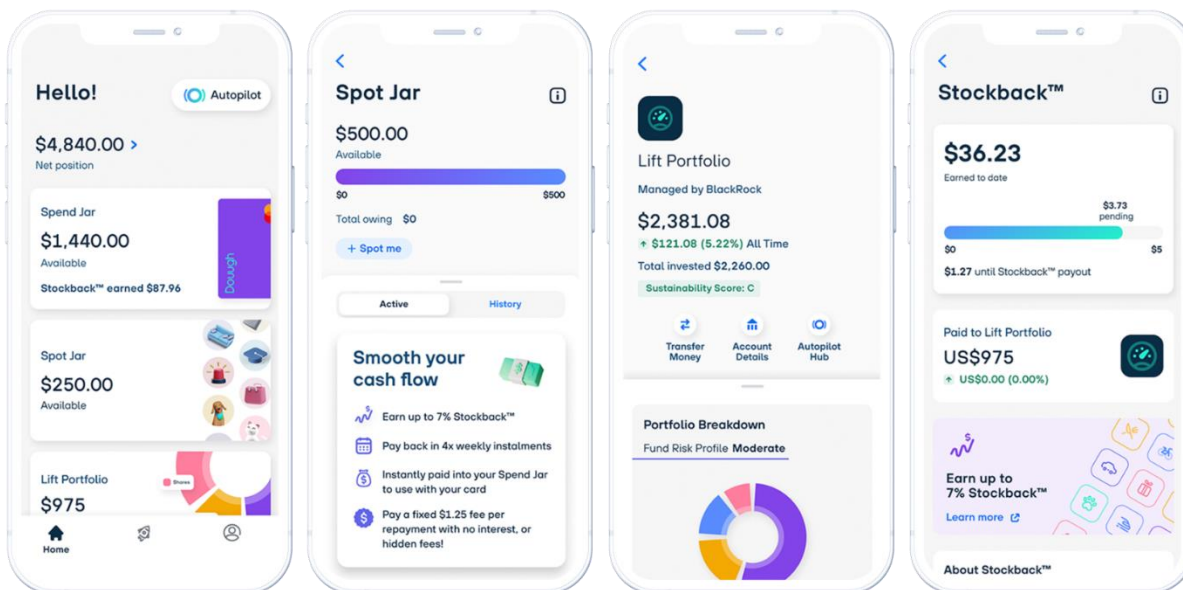 Hello!
Autopilot
$4,840.00 >
Net position
Spend Jar
$1,440.00
Available
Stockback™ earned $87.96
Douugh
Spot Jar
$250.00
Available
Lift Portfolio
$975
Shares
Home
Spot Jar
$500.00
Available
$0 $500
Total owing $0
+ Spot me
Active History
Smooth your
cash flow
Earn up to 7% Stockback™
Pay back in 4x weekly instalments
Instantly paid into your Spend Jar
to use with your card
Pay a fixed $1.25 fee per
repayment with no interest, or
hidden fees!
Lift Portfolio
Managed by BlackRock
$2,381.08
$121.08 (5.22%) All Time
Total invested $2,260.00
Sustainability Score: C
Transfer
Money
Account
Details
Autopilot
Hub
Portfolio Breakdown
Fund Risk Profile Moderate
Stockback™
$36.23
Earned to date
$3.73
pending
$0 $5
$1.27 until Stockback™ payout
Paid to Lift Portfolio
US$975
US$0.00 (0.00%)
Earn up to
7% Stockback™
Learn more
About Stockback™